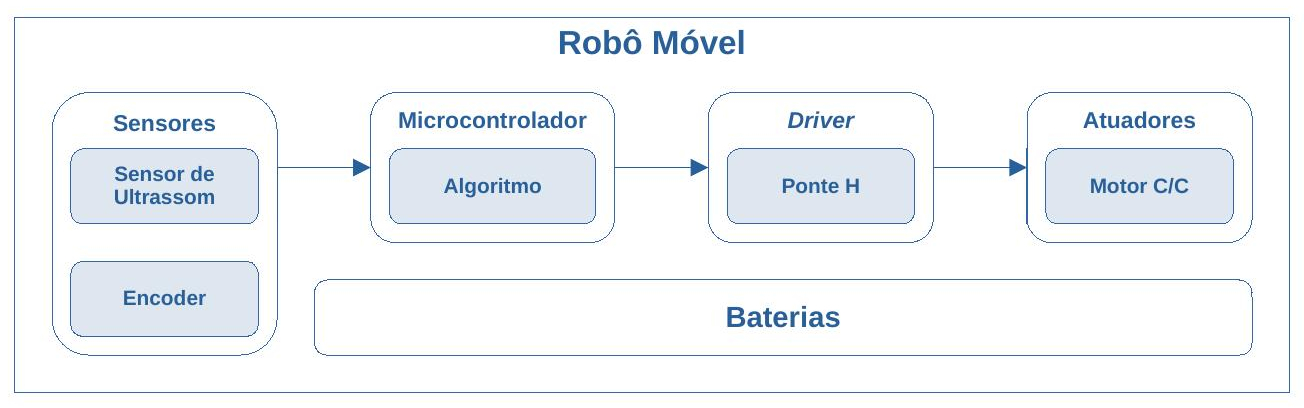 Robô Móvel
Sensores
Sensor de
Ultrassom
Encoder
Microcontrolador
Algoritmo
Driver
Ponte H
Atuadores
Motor C/C
Baterias